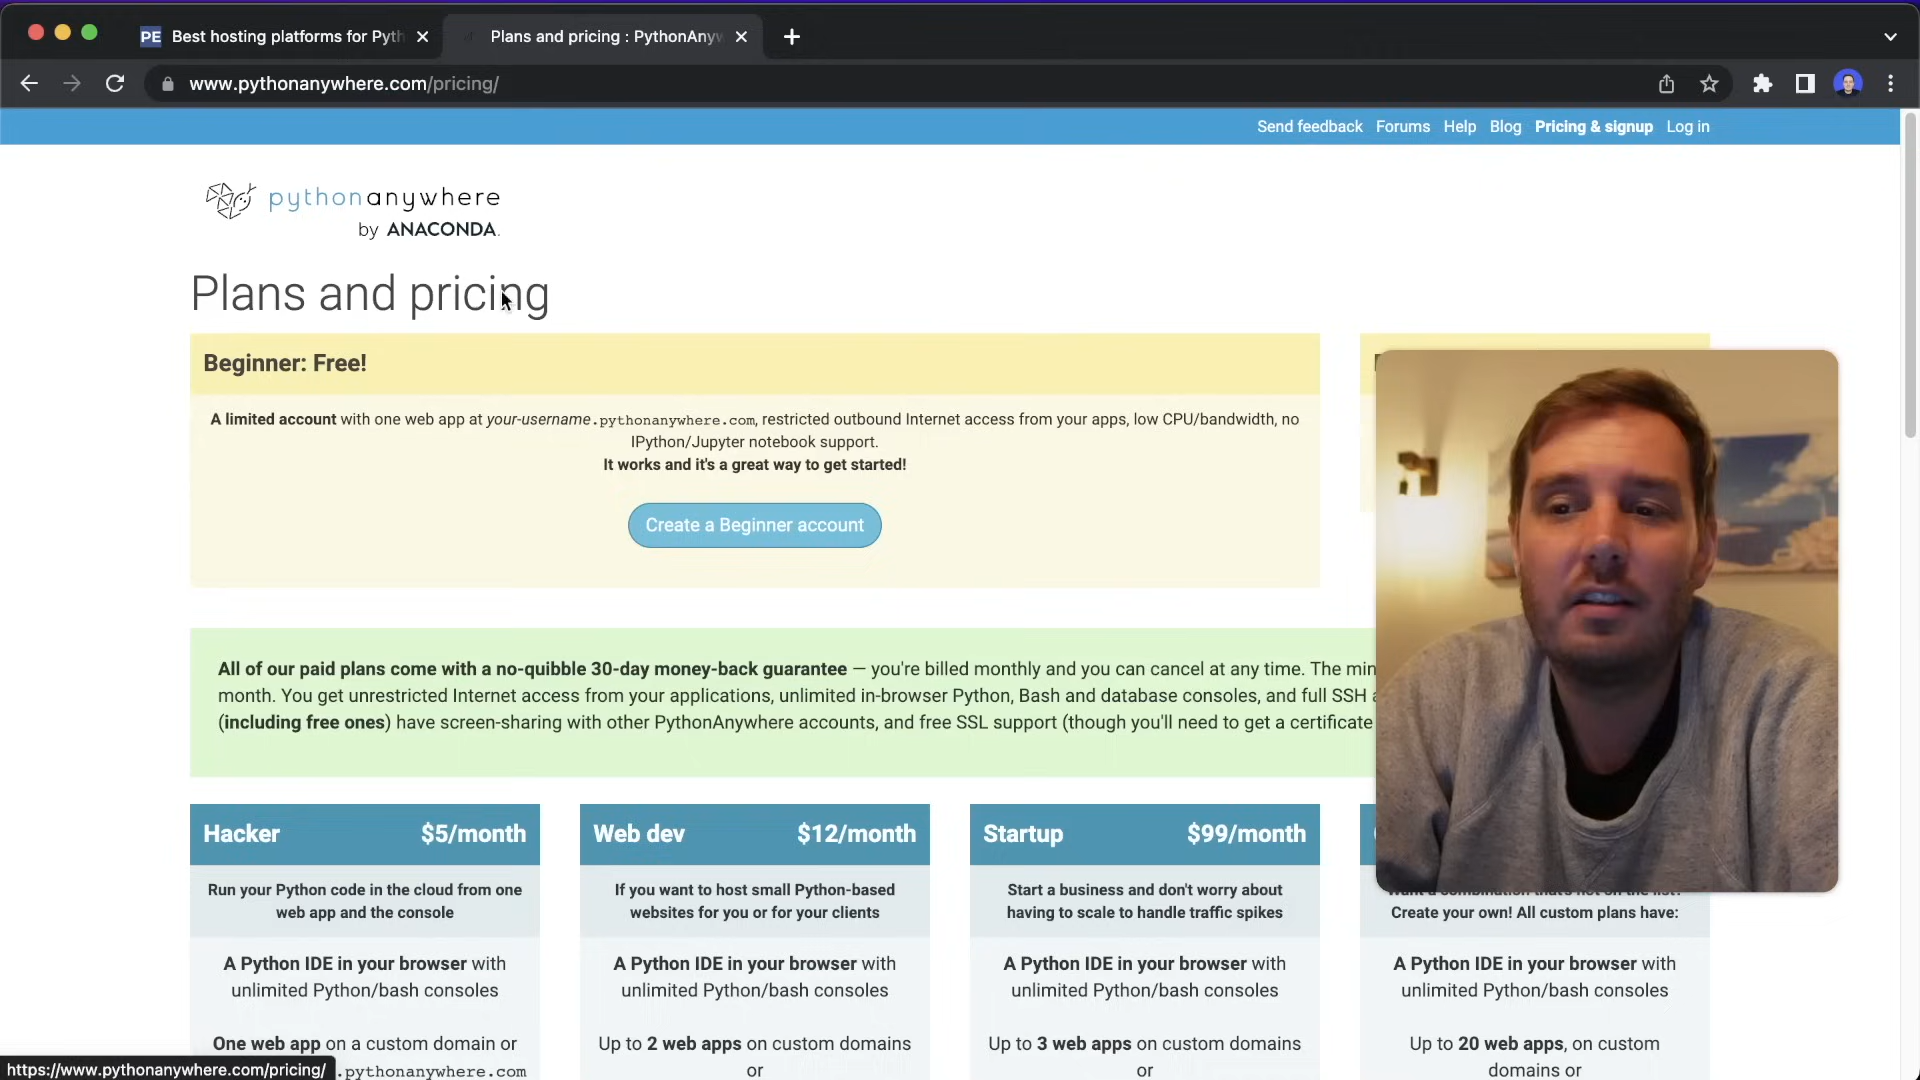 PE Best hosting platforms for Pyth
Plans and pricing : PythonAnyw
www.pythonanywhere.com/pricing/
Send feedback Forums Help Blog Pricing & signup Log in
pythonanywhere
by ANACONDA.
Plans and pricing
Beginner: Free!
A limited account with one web app at your-username.pythonanywhere.com, restricted outbound Internet access from your apps, low CPU/bandwidth, no
IPython/Jupyter notebook support.
It works and it's a great way to get started!
Create a Beginner account
All of our paid plans come with a no-quibble 30-day money-back guarantee — you're billed monthly and you can cancel at any time. The
month. You get unrestricted Internet access from your applications, unlimited in-browser Python, Bash and database consoles, and full SSH
(including free ones) have screen-sharing with other PythonAnywhere accounts, and free SSL support (though you'll need to get a certificate
Hacker $5/month
Run your Python code in the cloud from one
web app and the console
A Python IDE in your browser with
unlimited Python/bash consoles
One web app on a custom domain or
.pythonanywhere.com
Web dev $12/month
If you want to host small Python-based
websites for you or for your clients
A Python IDE in your browser with
unlimited Python/bash consoles
Up to 2 web apps on custom domains
or
Startup $99/month
Start a business and don't worry about
having to scale to handle traffic spikes
A Python IDE in your browser with
unlimited Python/bash consoles
Up to 3 web apps on custom domains
or
Create your own! All custom plans have:
A Python IDE in your browser with
unlimited Python/bash consoles
Up to 20 web apps, on custom
domains or
https://www.pythonanywhere.com/pricing/